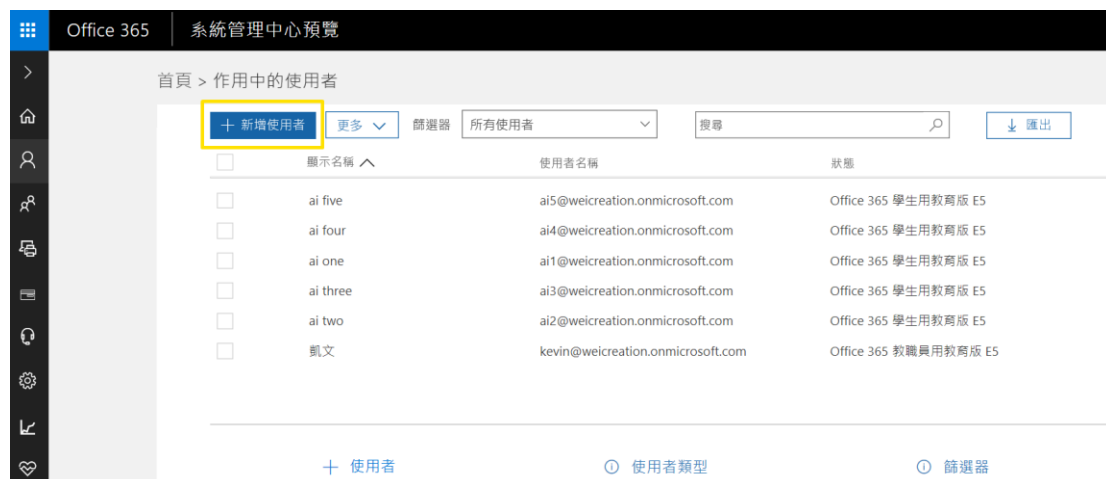 Office 365 系統管理中心預覽
首頁 > 作用中的使用者
新增使用者 更多 篩選器 所有使用者 搜尋 匯出
顯示名稱 使用者名稱 狀態
ai five ai5@weicreation.onmicrosoft.com Office 365 學生用教育版 E5
ai four ai4@weicreation.onmicrosoft.com Office 365 學生用教育版 E5
ai one ai1@weicreation.onmicrosoft.com Office 365 學生用教育版 E5
ai three ai3@weicreation.onmicrosoft.com Office 365 學生用教育版 E5
ai two ai2@weicreation.onmicrosoft.com Office 365 學生用教育版 E5
凱文 kevin@weicreation.onmicrosoft.com Office 365 教職員用教育版 E5
使用者 使用者類型 篩選器